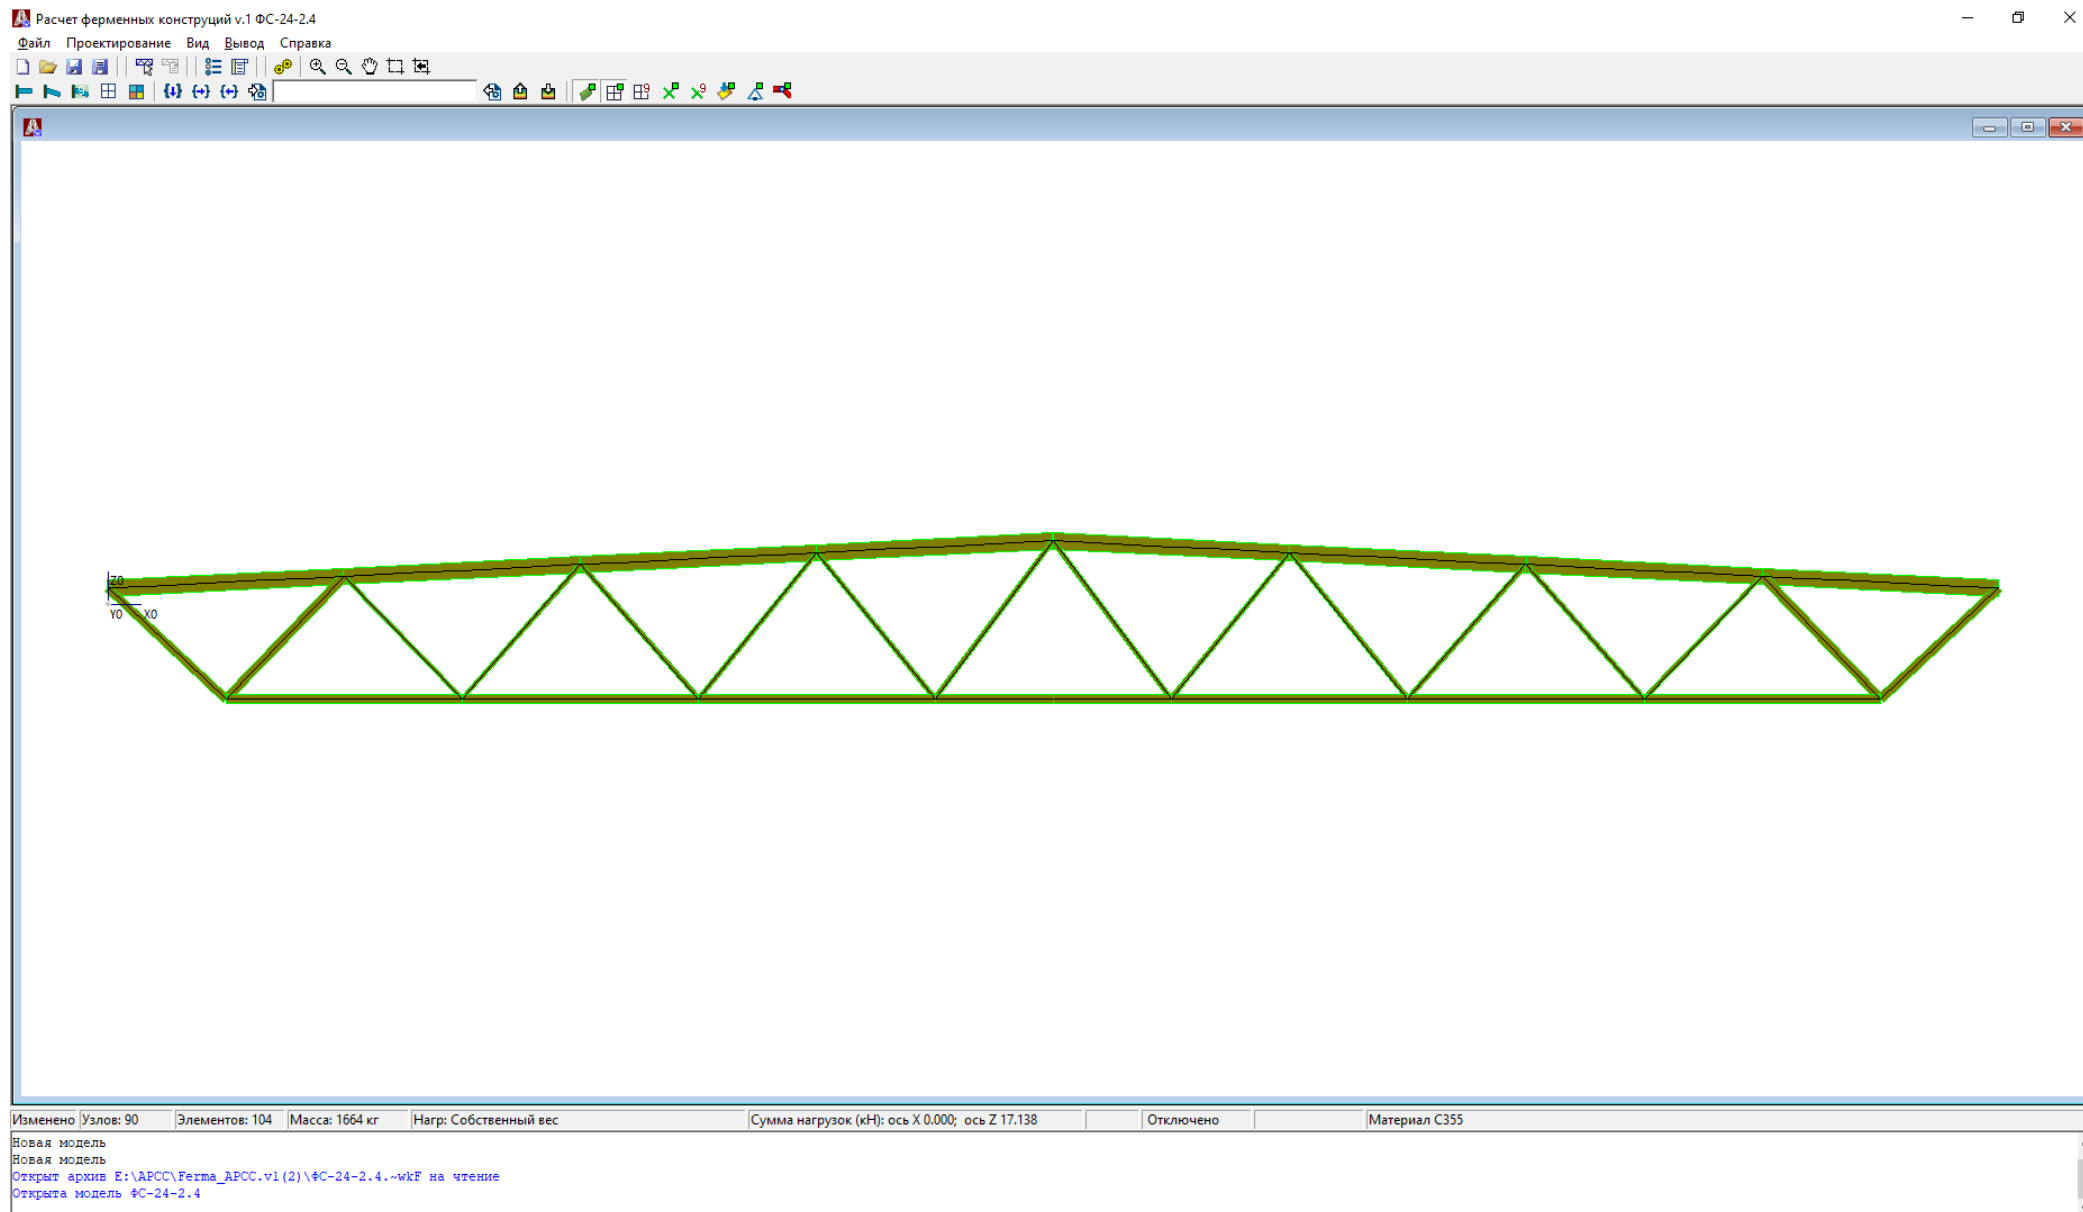 Расчет ферменных конструций v.1 ФС-24-2.4
Файл Проектирование Вид Вывод Справка
Z0
Y0 X0
Изменено Узлов: 90 Элементов: 104 Масса: 1664 кг Нагр: Собственный вес Сумма нагрузок (кН): ось X 0.000; ось Z 17.138 Отключено Материал С355
Новая модель
Новая модель
Открыт архив E:\АРСС\Ferma_АРСС.v1(2)\ФС-24-2.4.~wkF на чтение
Открыта модель ФС-24-2.4